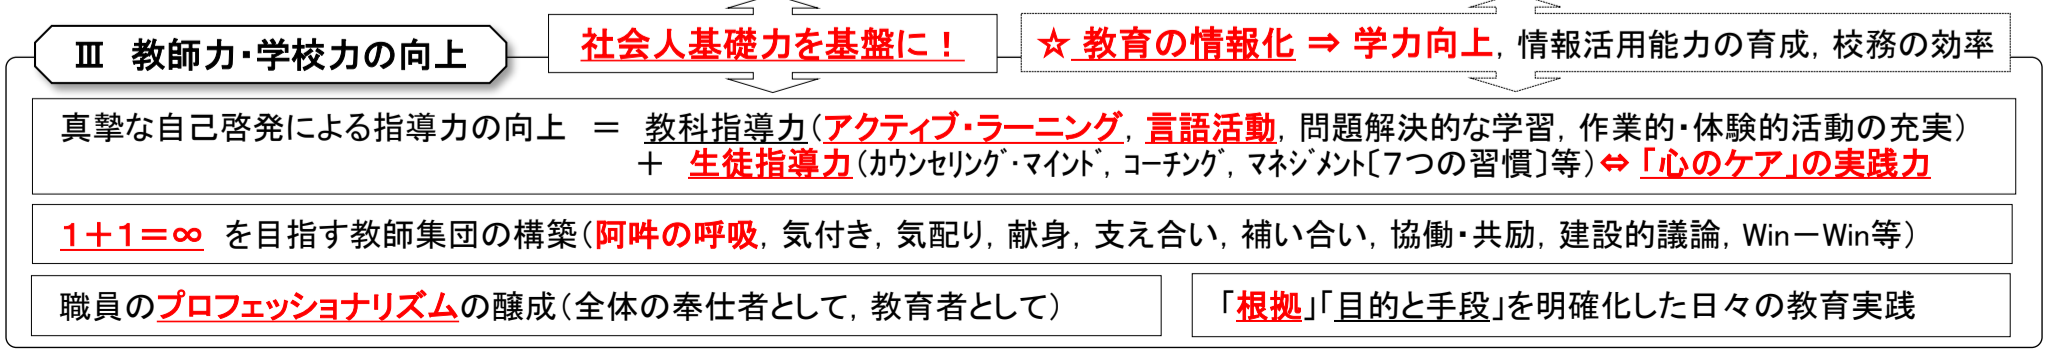 Ⅲ 教師力・学校力の向上
社会人基礎力を基盤に！
☆ 教育の情報化 ⇒ 学力向上，情報活用能力の育成，校務の効率
真摯な自己啓発による指導力の向上 ＝ 教科指導力（アクティブ・ラーニング，言語活動，問題解決的な学習，作業的・体験的活動の充実）
＋ 生徒指導力（ｶｳﾝｾﾘﾝｸﾞ・ﾏｲﾝﾄﾞ，ｺｰﾁﾝｸﾞ，ﾏﾈｼﾞﾒﾝﾄ〔７つの習慣〕等）⇔「心のケア」の実践力
１＋１＝∞ を目指す教師集団の構築（阿吽の呼吸，気付き，気配り，献身，支え合い，補い合い，協働・共励，建設的議論，Win－Win等）
職員のプロフェッショナリズムの醸成（全体の奉仕者として，教育者として）
「根拠」「目的と手段」を明確化した日々の教育実践